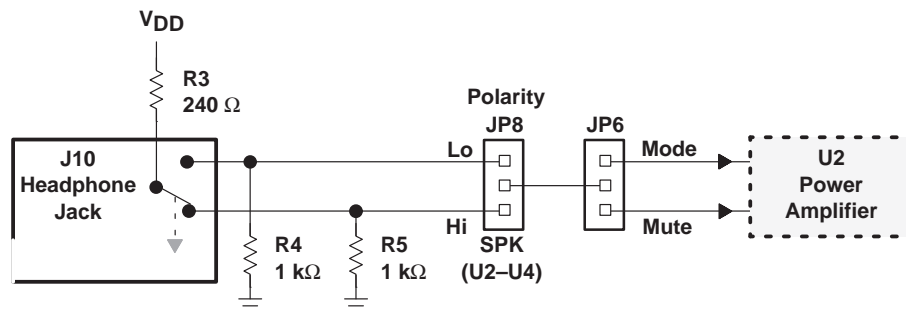 VDD
R3
240 Ω
J10
Headphone
Jack
Polarity
JP8
JP6
Lo
Mode
Hi
Mute
U2
Power
Amplifier
R4
1 kΩ
R5
1 kΩ
SPK
(U2–U4)